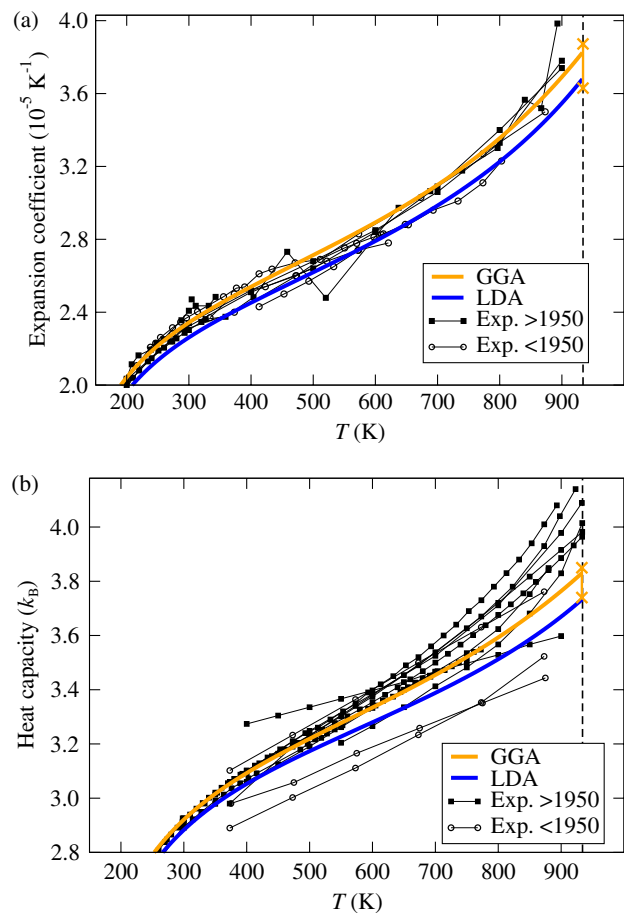 (a)
4.0
3.6
3.2
2.8
2.4
2.0
Expansion coefficient (10⁻⁵ K⁻¹)
GGA
LDA
Exp. >1950
Exp. <1950
200 300 400 500 600 700 800 900
T (K)
(b)
4.0
3.8
3.6
3.4
3.2
3.0
2.8
Heat capacity (k_B)
GGA
LDA
Exp. >1950
Exp. <1950
200 300 400 500 600 700 800 900
T (K)